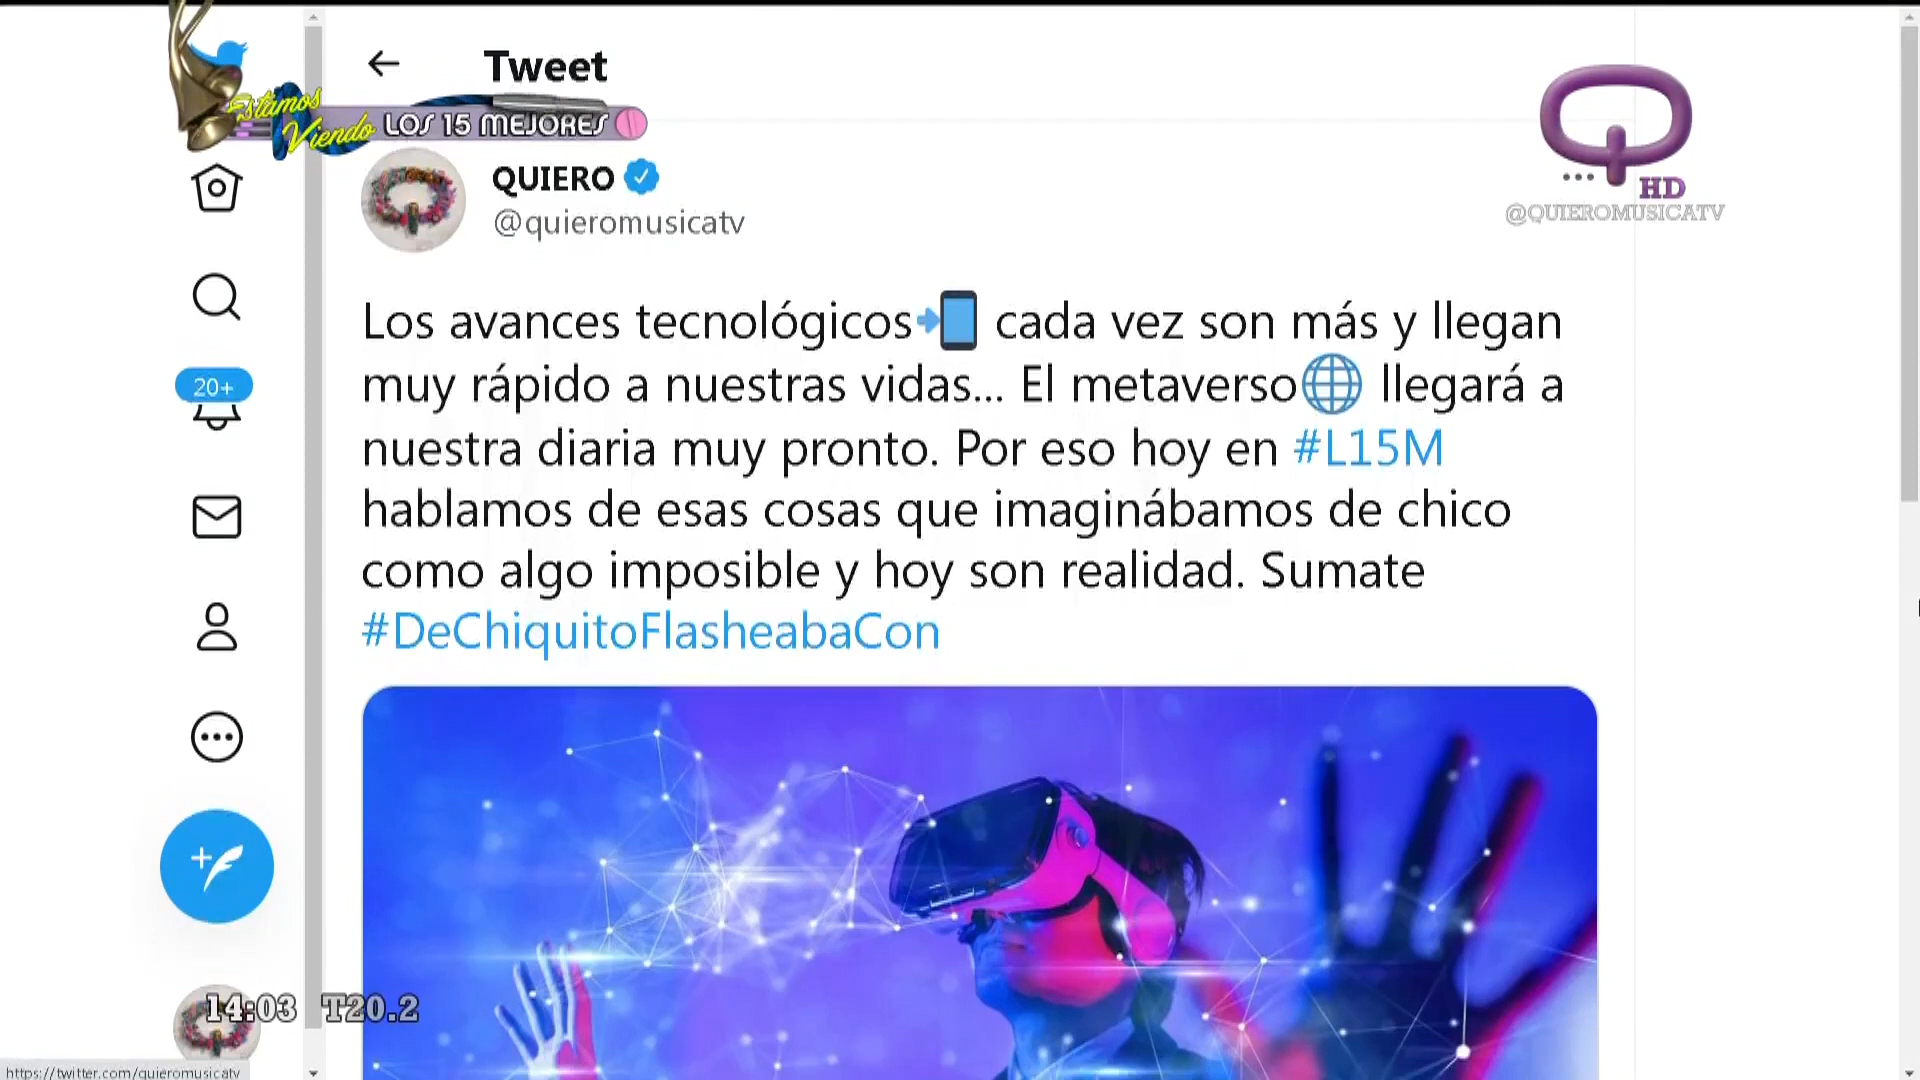 Tweet
Estamos
Viendo LOS 15 MEJORES
QUIERO
@quieromusicatv
HD
@QUIEROMUSICATV
20+
Los avances tecnológicos cada vez son más y llegan
muy rápido a nuestras vidas... El metaverso llegará a
nuestra diaria muy pronto. Por eso hoy en #L15M
hablamos de esas cosas que imaginábamos de chico
como algo imposible y hoy son realidad. Sumate
#DeChiquitoFlasheabaCon
14:03 T20.2
https://twitter.com/quieromusicatv